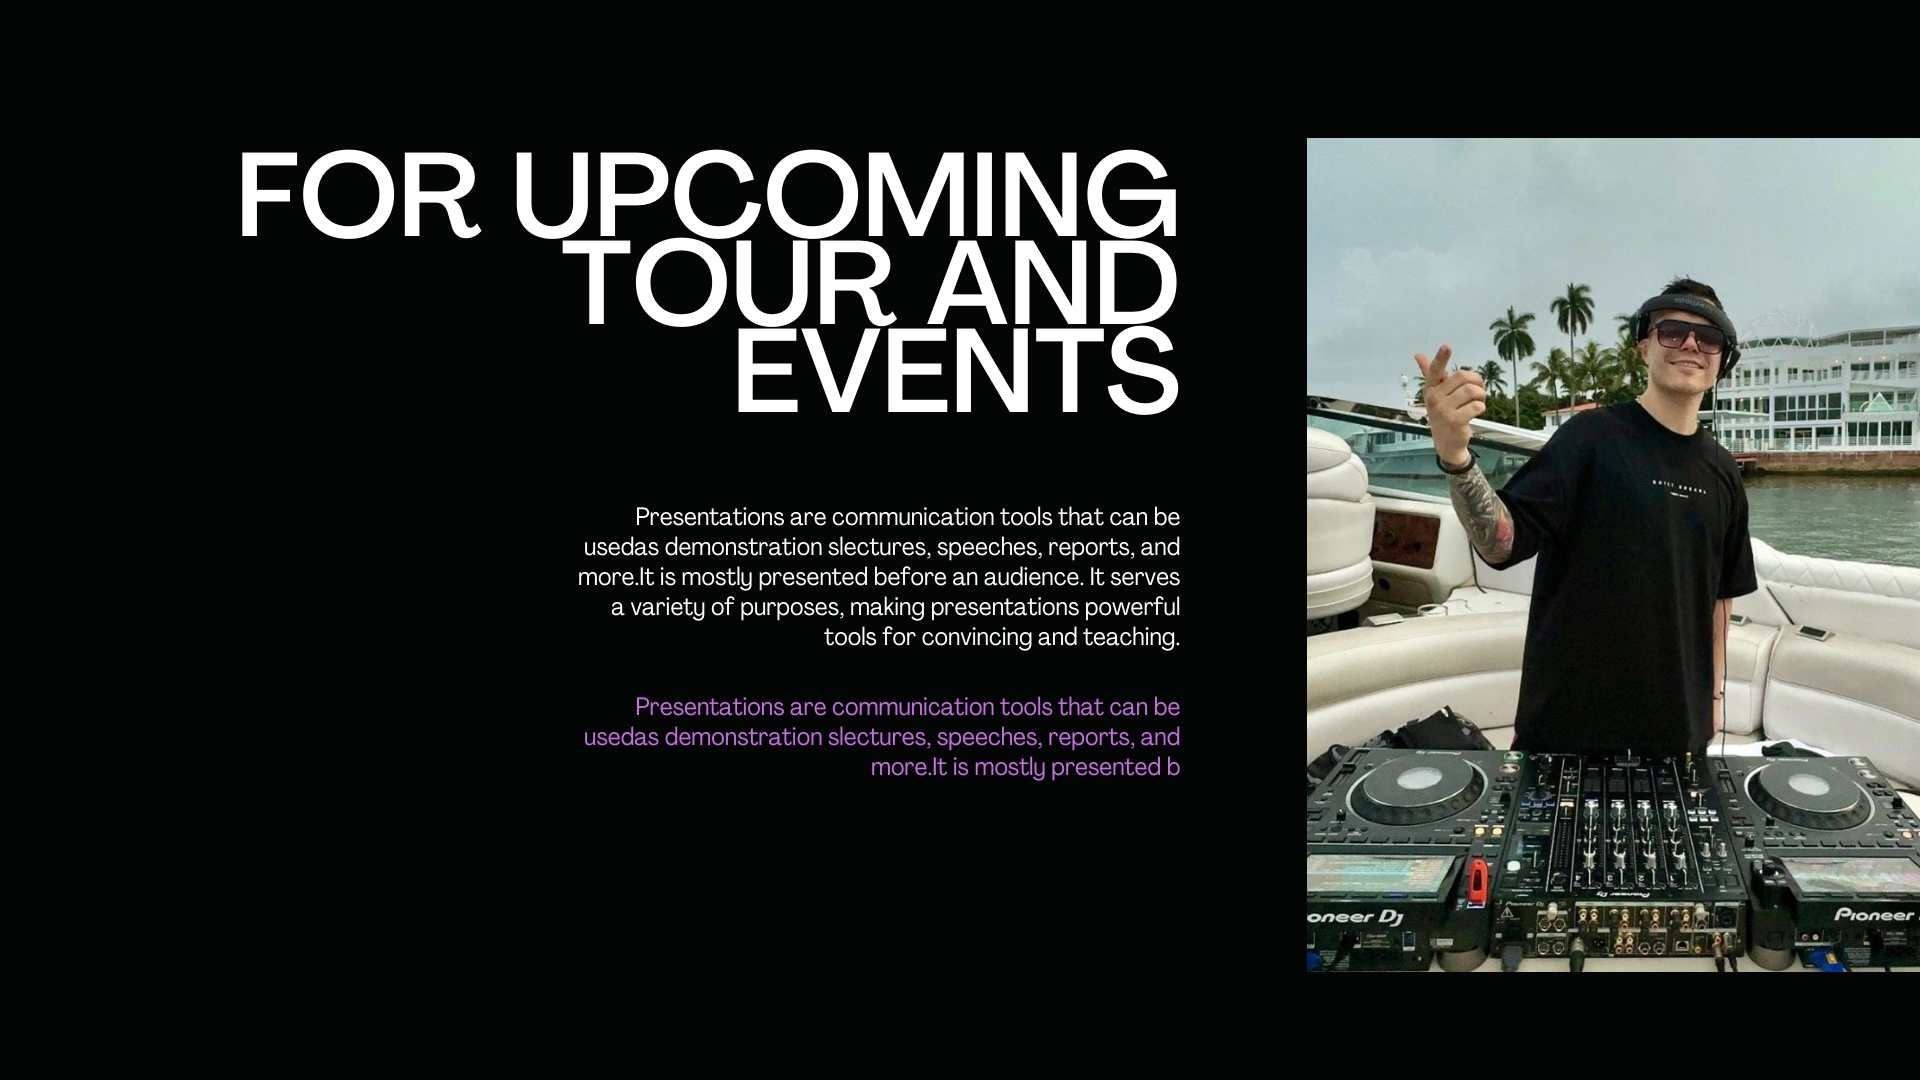 FOR UPCOMING
TOUR AND
EVENTS
Presentations are communication tools that can be
usedas demonstration slectures, speeches, reports, and
more.It is mostly presented before an audience. It serves
a variety of purposes, making presentations powerful
tools for convincing and teaching.
Presentations are communication tools that can be
usedas demonstration slectures, speeches, reports, and
more.It is mostly presented b
Pioneer Dj
oneer Dj
Pioneer